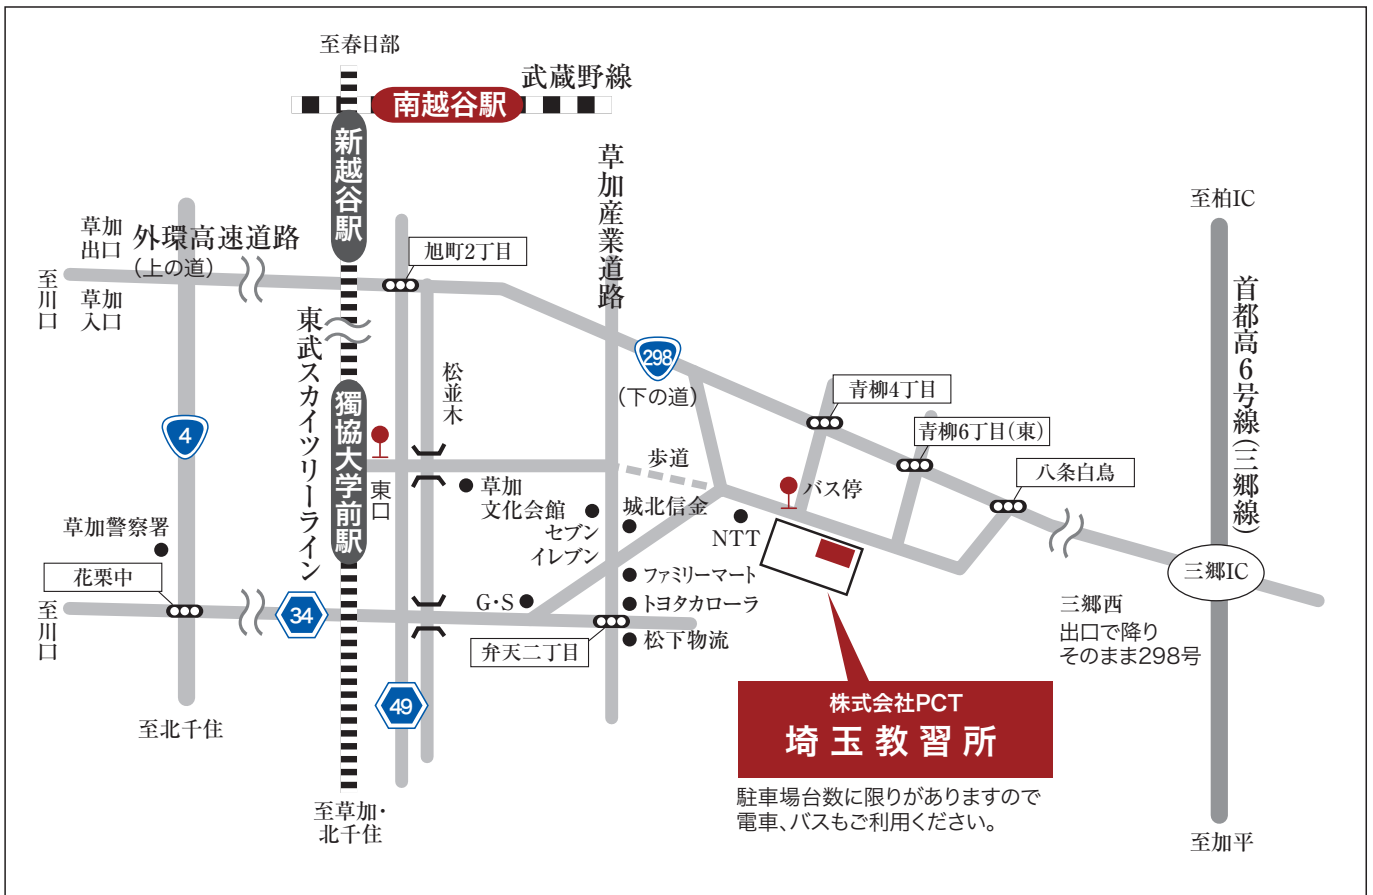 至春日部
武蔵野線
南越谷駅
新越谷駅
草加産業道路
至柏IC
草加
出口
外環高速道路
(上の道)
旭町2丁目
至川口
草加
入口
首都高6号線(三郷線)
東武スカイツリーライン
298
(下の道)
松並木
青柳4丁目
獨協大学前駅
4
青柳6丁目(東)
歩道
八条白鳥
東口
草加
文化会館
バス停
城北信金
セブン
イレブン
NTT
草加警察署
花栗中
ファミリーマート
三郷IC
至川口
34
G・S
トヨタカローラ
三郷西
出口で降り
そのまま298号
松下物流
弁天二丁目
49
株式会社PCT
埼玉教習所
至北千住
駐車場台数に限りがありますので
電車、バスもご利用ください。
至草加・
北千住
至加平